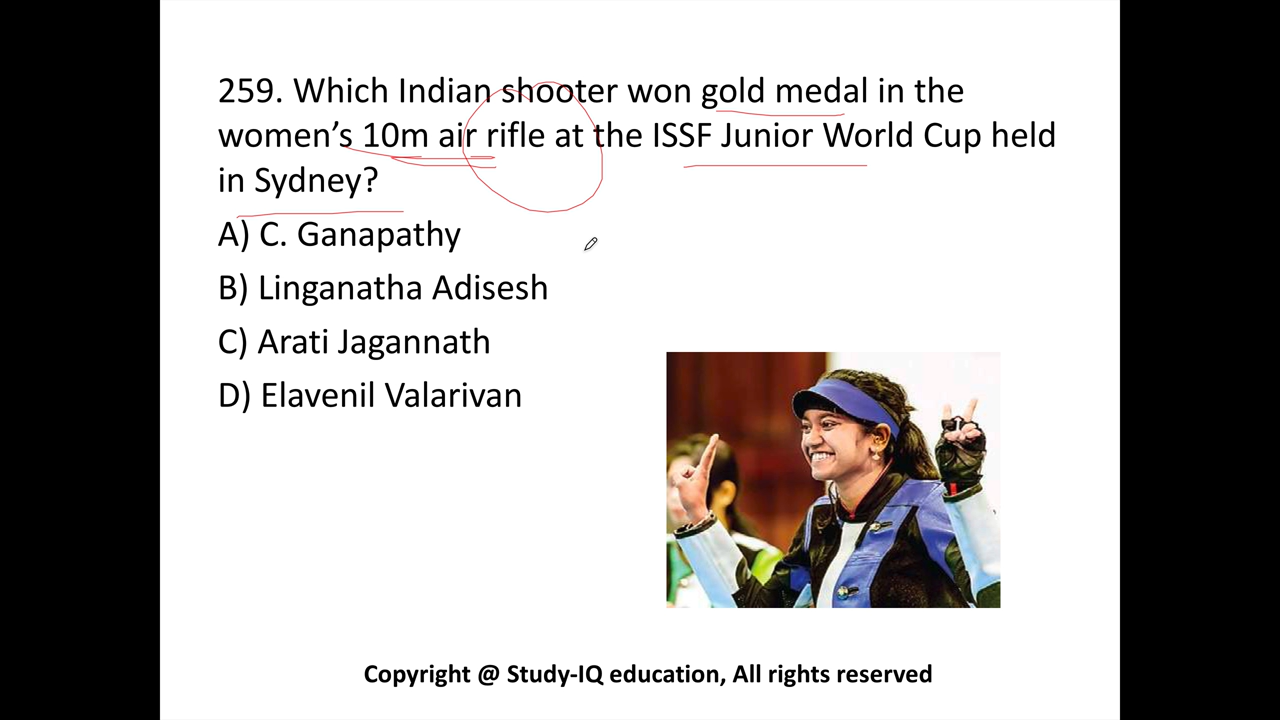 259. Which Indian shooter won gold medal in the
women’s 10m air rifle at the ISSF Junior World Cup held
in Sydney?
A) C. Ganapathy
B) Linganatha Adisesh
C) Arati Jagannath
D) Elavenil Valarivan
Copyright @ Study-IQ education, All rights reserved